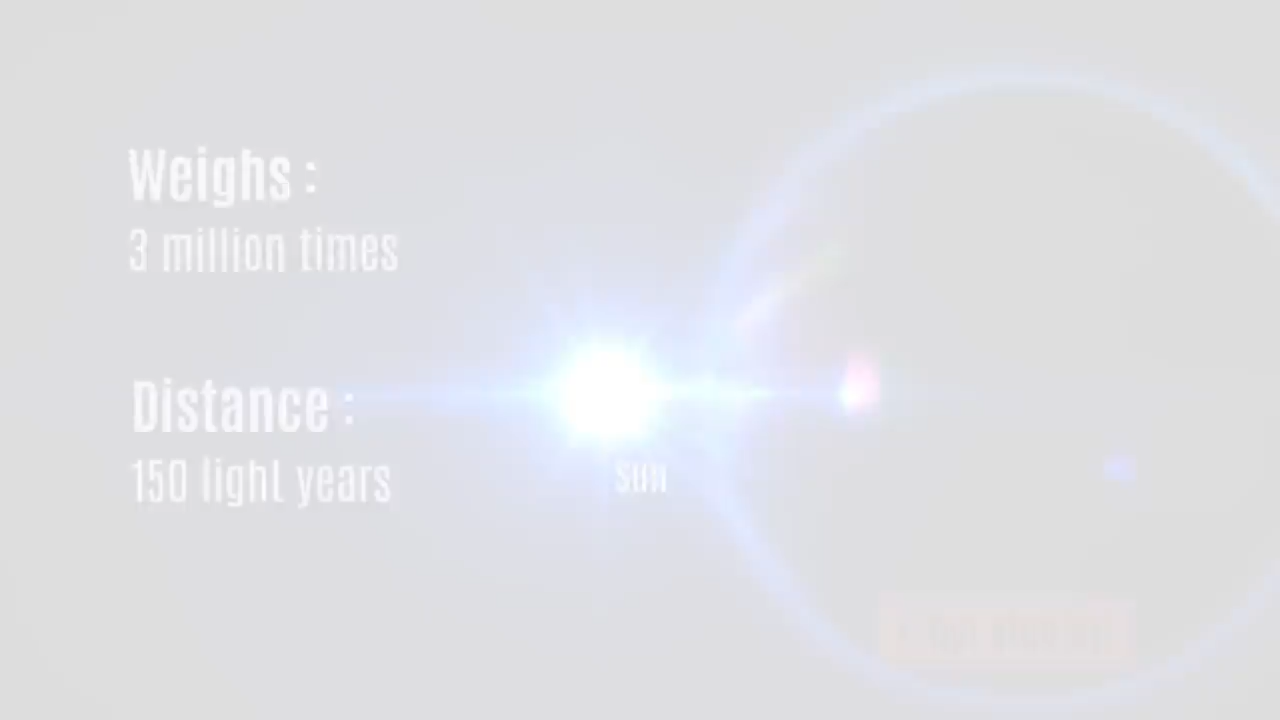 Weighs :
3 million times
Distance :
150 light years
SUN